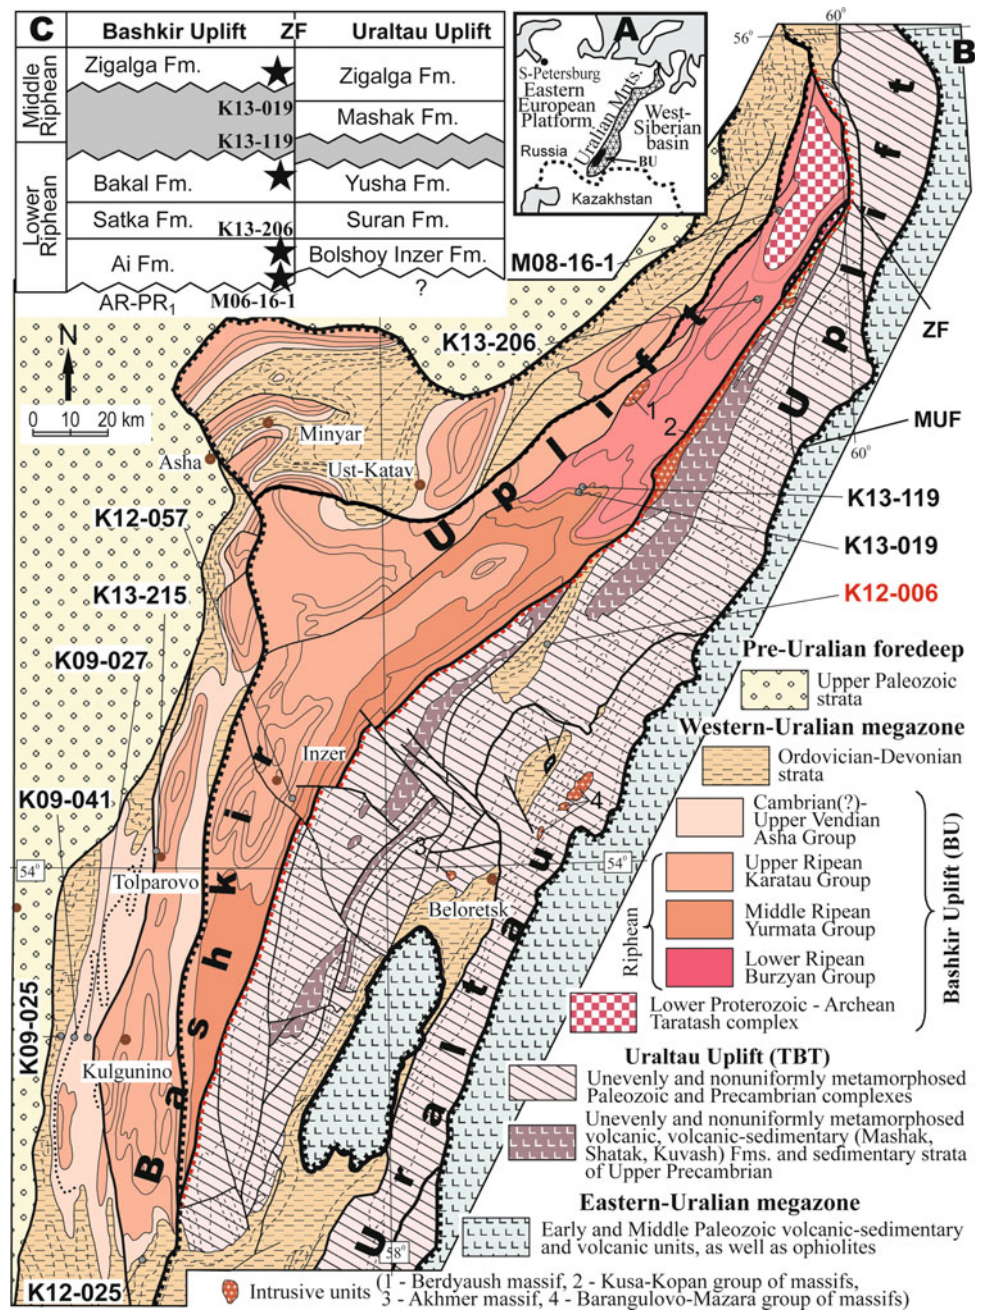 C
Bashkir Uplift ZF Uraltau Uplift
Middle
Riphean
Lower
Riphean
Zigalga Fm.
Zigalga Fm.
K13-019
Mashak Fm.
K13-119
Bakal Fm.
Yusha Fm.
Satka Fm.
K13-206
Suran Fm.
Ai Fm.
Bolshoy Inzer Fm.
AR-PR1
M06-16-1
?
A
S-Petersburg
Eastern
European
Platform
Uralian Mnts.
West-
Siberian
basin
Russia
BU
Kazakhstan
B
60°
56°
M08-16-1
K13-206
ZF
MUF
60°
N
0 10 20 km
Minyar
Asha
Ust-Katav
1
2
K12-057
K13-215
K09-027
K09-041
K09-025
K12-025
K13-119
K13-019
K12-006
Inzer
Tolparovo
Kulgunino
Beloretsk
3
4
54°
54°
58°
Bashkir Uplift
Uraltau Uplift
Pre-Uralian foredeep
Upper Paleozoic
strata
Western-Uralian megazone
Ordovician-Devonian
strata
Cambrian(?)-
Upper Vendian
Asha Group
Riphean
Upper Ripean
Karatau Group
Middle Ripean
Yurmata Group
Lower Ripean
Burzyan Group
Bashkir Uplift (BU)
Lower Proterozoic - Archean
Taratash complex
Uraltau Uplift (TBT)
Unevenly and nonuniformly metamorphosed
Paleozoic and Precambrian complexes
Unevenly and nonuniformly metamorphosed
volcanic, volcanic-sedimentary (Mashak,
Shatak, Kuvash) Fms. and sedimentary strata
of Upper Precambrian
Eastern-Uralian megazone
Early and Middle Paleozoic volcanic-sedimentary
and volcanic units, as well as ophiolites
Intrusive units (1 - Berdyaush massif, 2 - Kusa-Kopan group of massifs,
3 - Akhmer massif, 4 - Barangulovo-Mazara group of massifs)